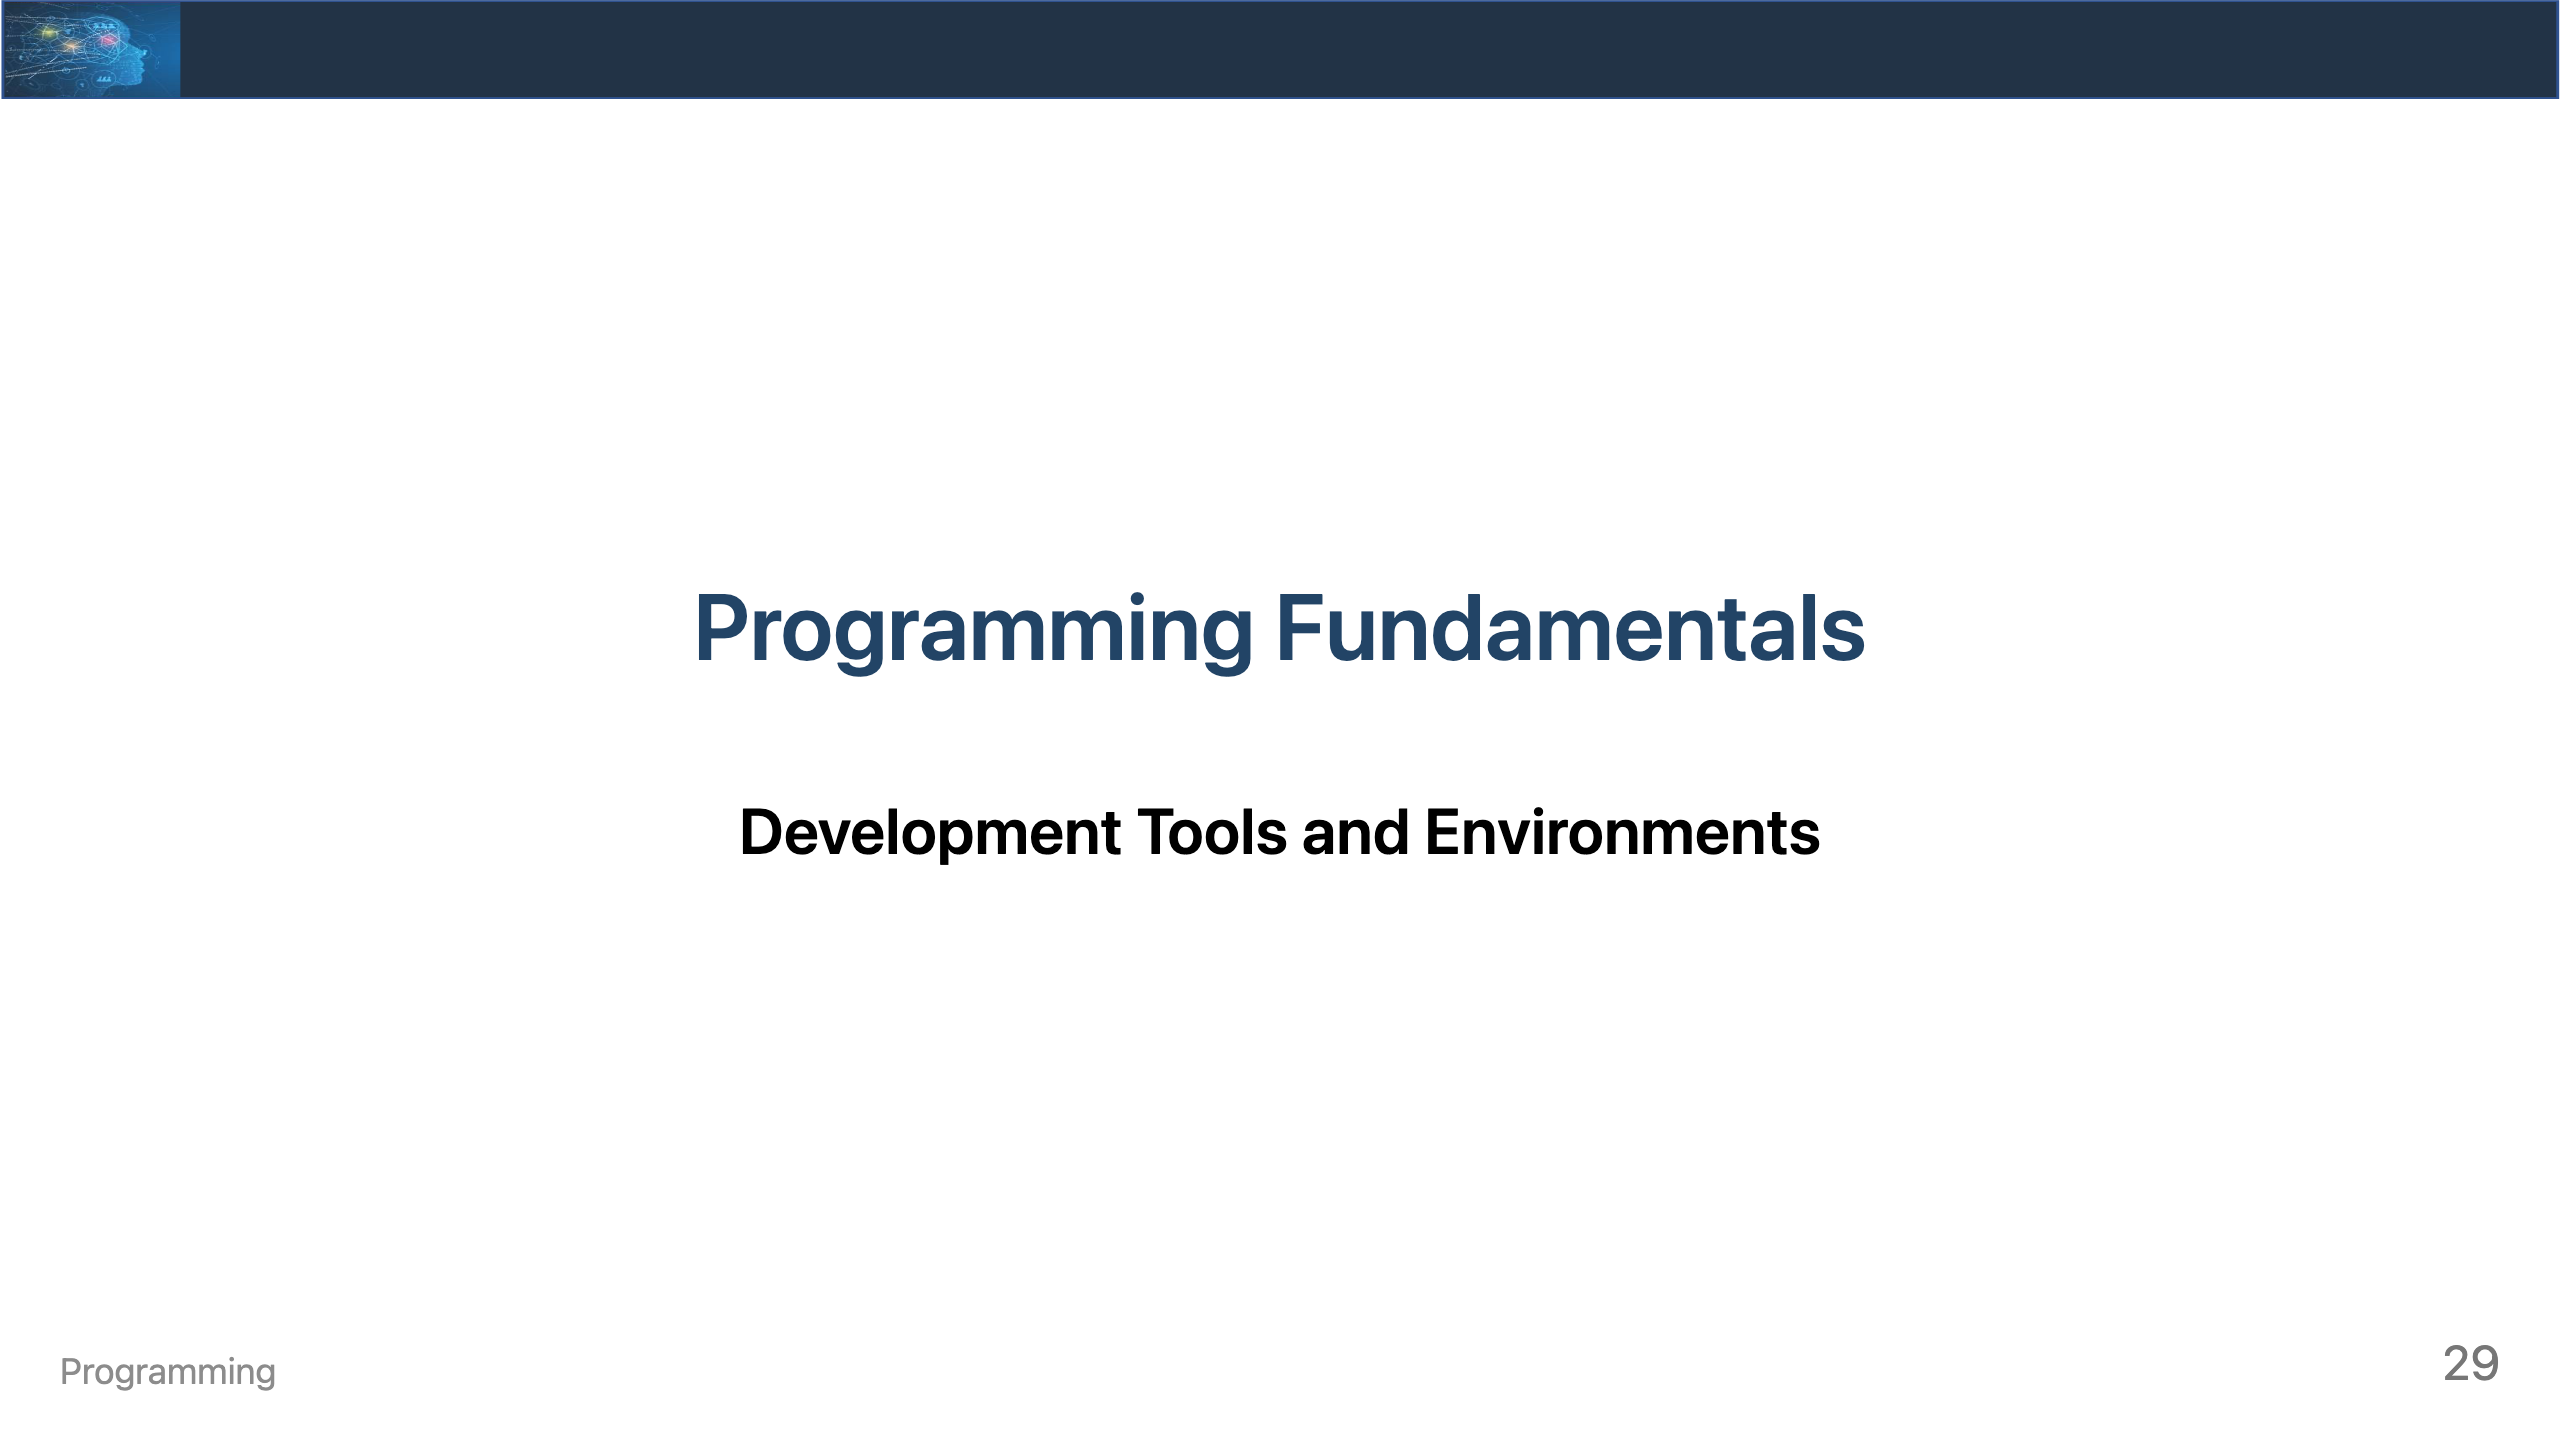 Programming Fundamentals
Development Tools and Environments
Programming
29